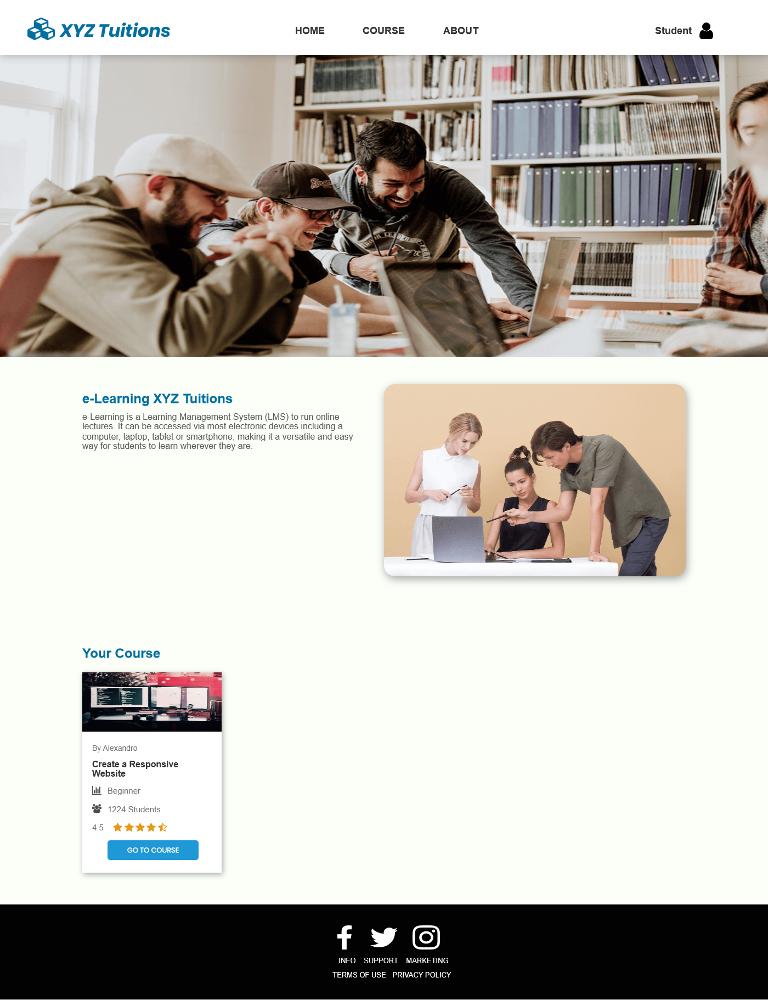 XYZ Tuitions
HOME
COURSE
ABOUT
Student
e-Learning XYZ Tuitions
e-Learning is a Learning Management System (LMS) to run online
lectures. It can be accessed via most electronic devices including a
computer, laptop, tablet or smartphone, making it a versatile and easy
way for students to learn wherever they are.
Your Course
By Alexandro
Create a Responsive
Website
Beginner
1224 Students
4.5
GO TO COURSE
INFO SUPPORT MARKETING
TERMS OF USE PRIVACY POLICY